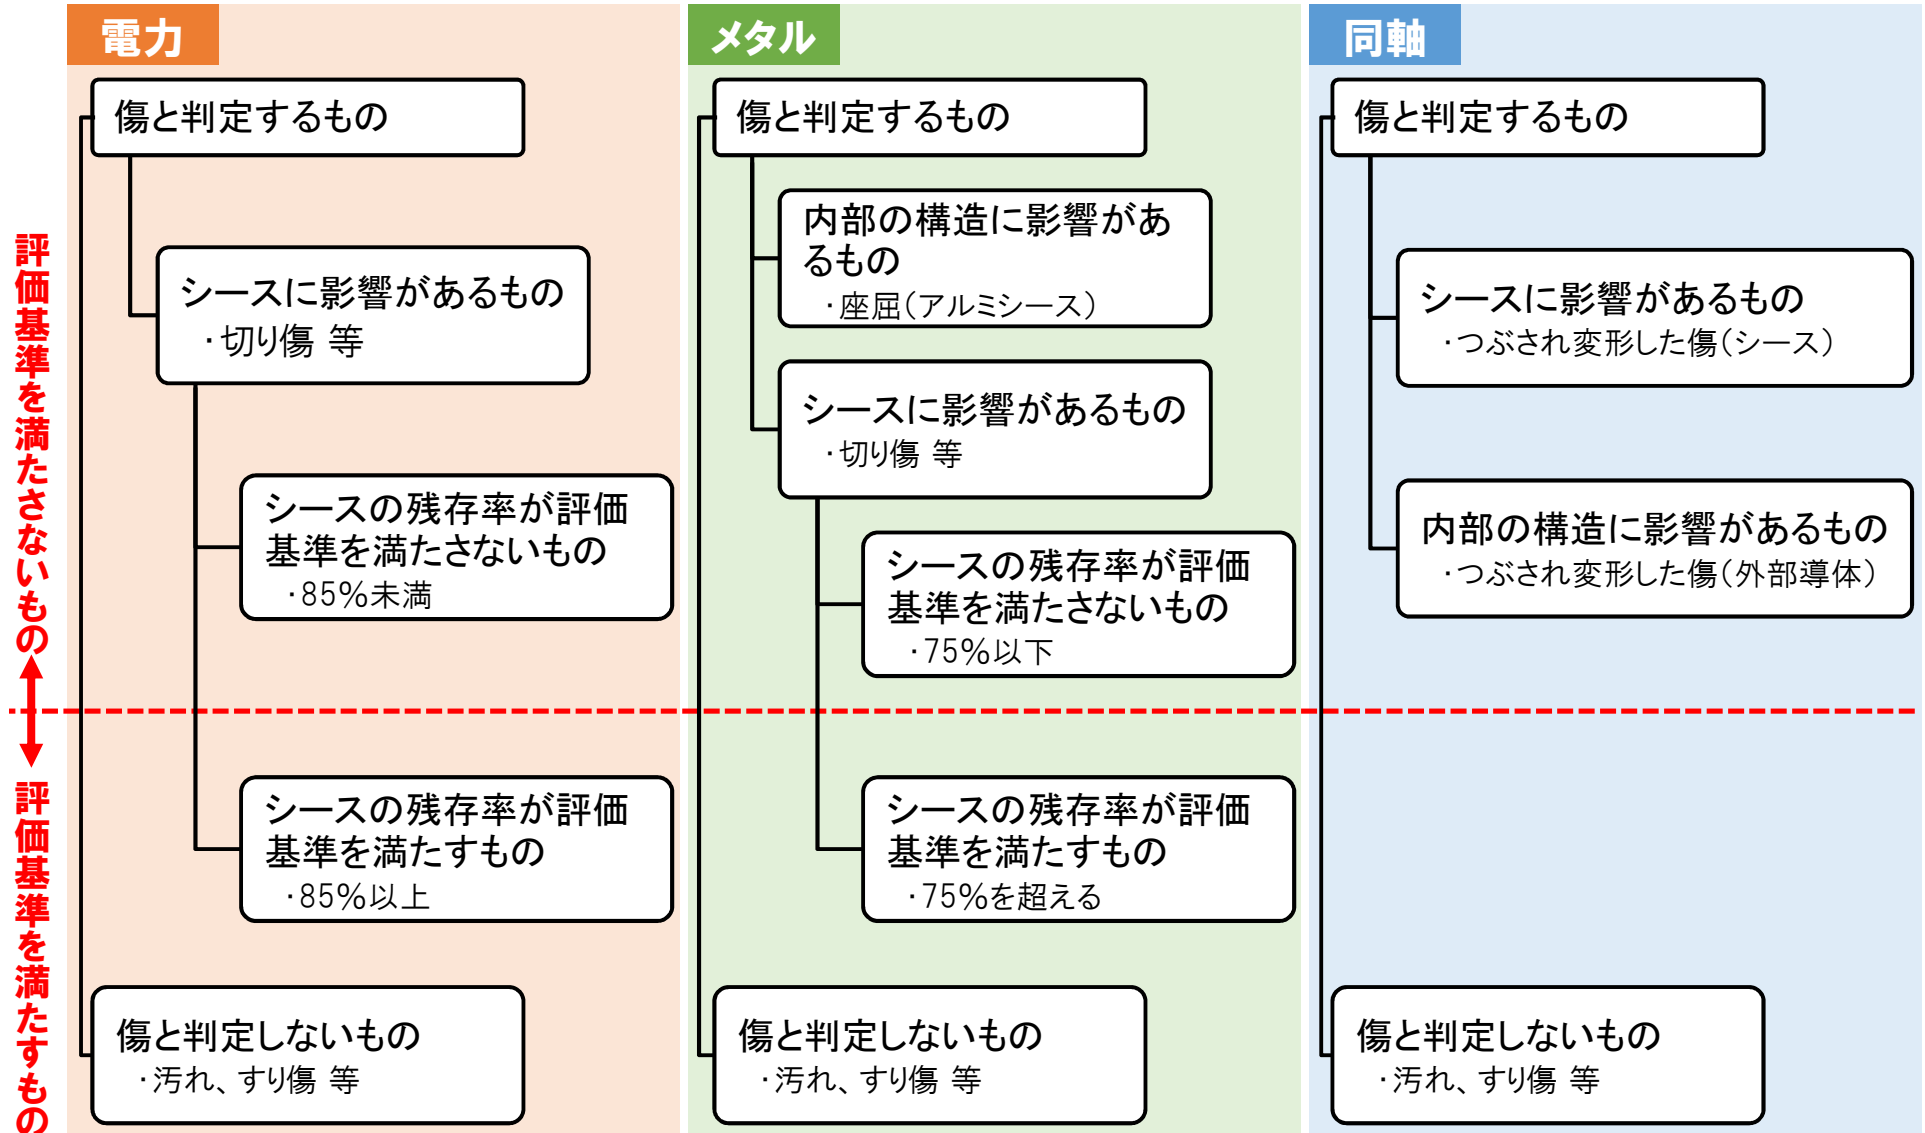 評価基準を満たさないもの
評価基準を満たすもの
電力
傷と判定するもの
シースに影響があるもの
・切り傷 等
シースの残存率が評価
基準を満たさないもの
・85%未満
シースの残存率が評価
基準を満たすもの
・85%以上
傷と判定しないもの
・汚れ、すり傷 等
メタル
傷と判定するもの
内部の構造に影響があ
るもの
・座屈(アルミシース)
シースに影響があるもの
・切り傷 等
シースの残存率が評価
基準を満たさないもの
・75%以下
シースの残存率が評価
基準を満たすもの
・75%を超える
傷と判定しないもの
・汚れ、すり傷 等
同軸
傷と判定するもの
シースに影響があるもの
・つぶされ変形した傷(シース)
内部の構造に影響があるもの
・つぶされ変形した傷(外部導体)
傷と判定しないもの
・汚れ、すり傷 等